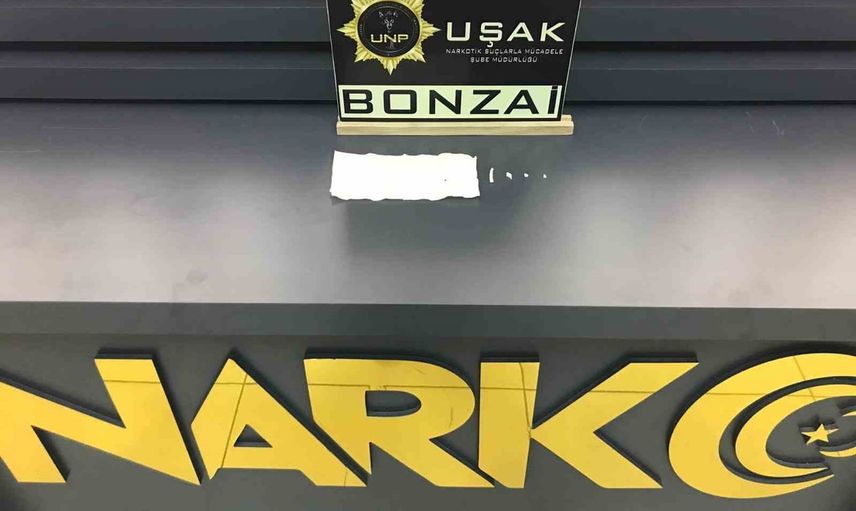 UNP
UŞAK
NARKOTİK SUÇLARLA MÜCADELE
ŞUBE MÜDÜRLÜĞÜ
BONZAİ
NARKO